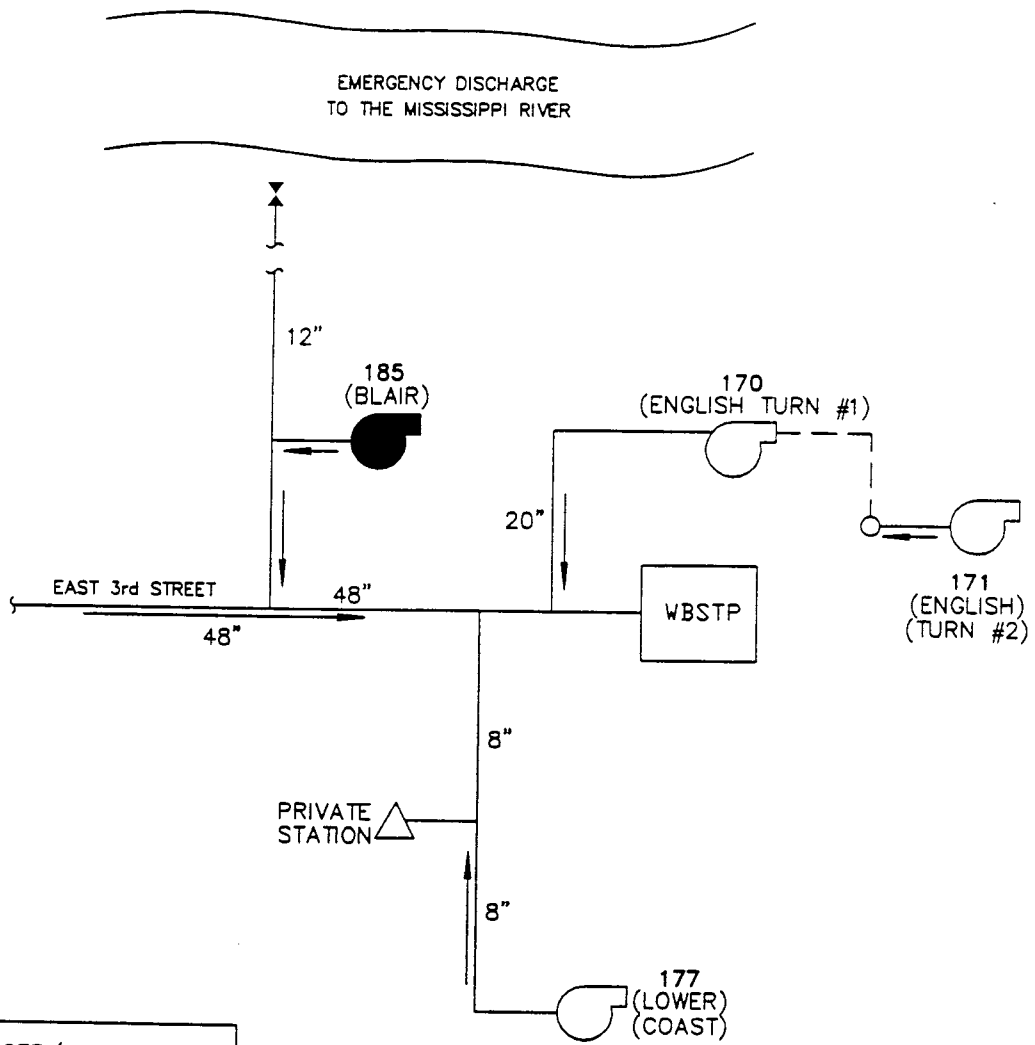 EMERGENCY DISCHARGE
TO THE MISSISSIPPI RIVER
12"
185
(BLAIR)
170
(ENGLISH TURN #1)
20"
171
(ENGLISH)
(TURN #2)
EAST 3rd STREET
48"
48"
WBSTP
8"
PRIVATE
STATION
8"
177
(LOWER)
(COAST)